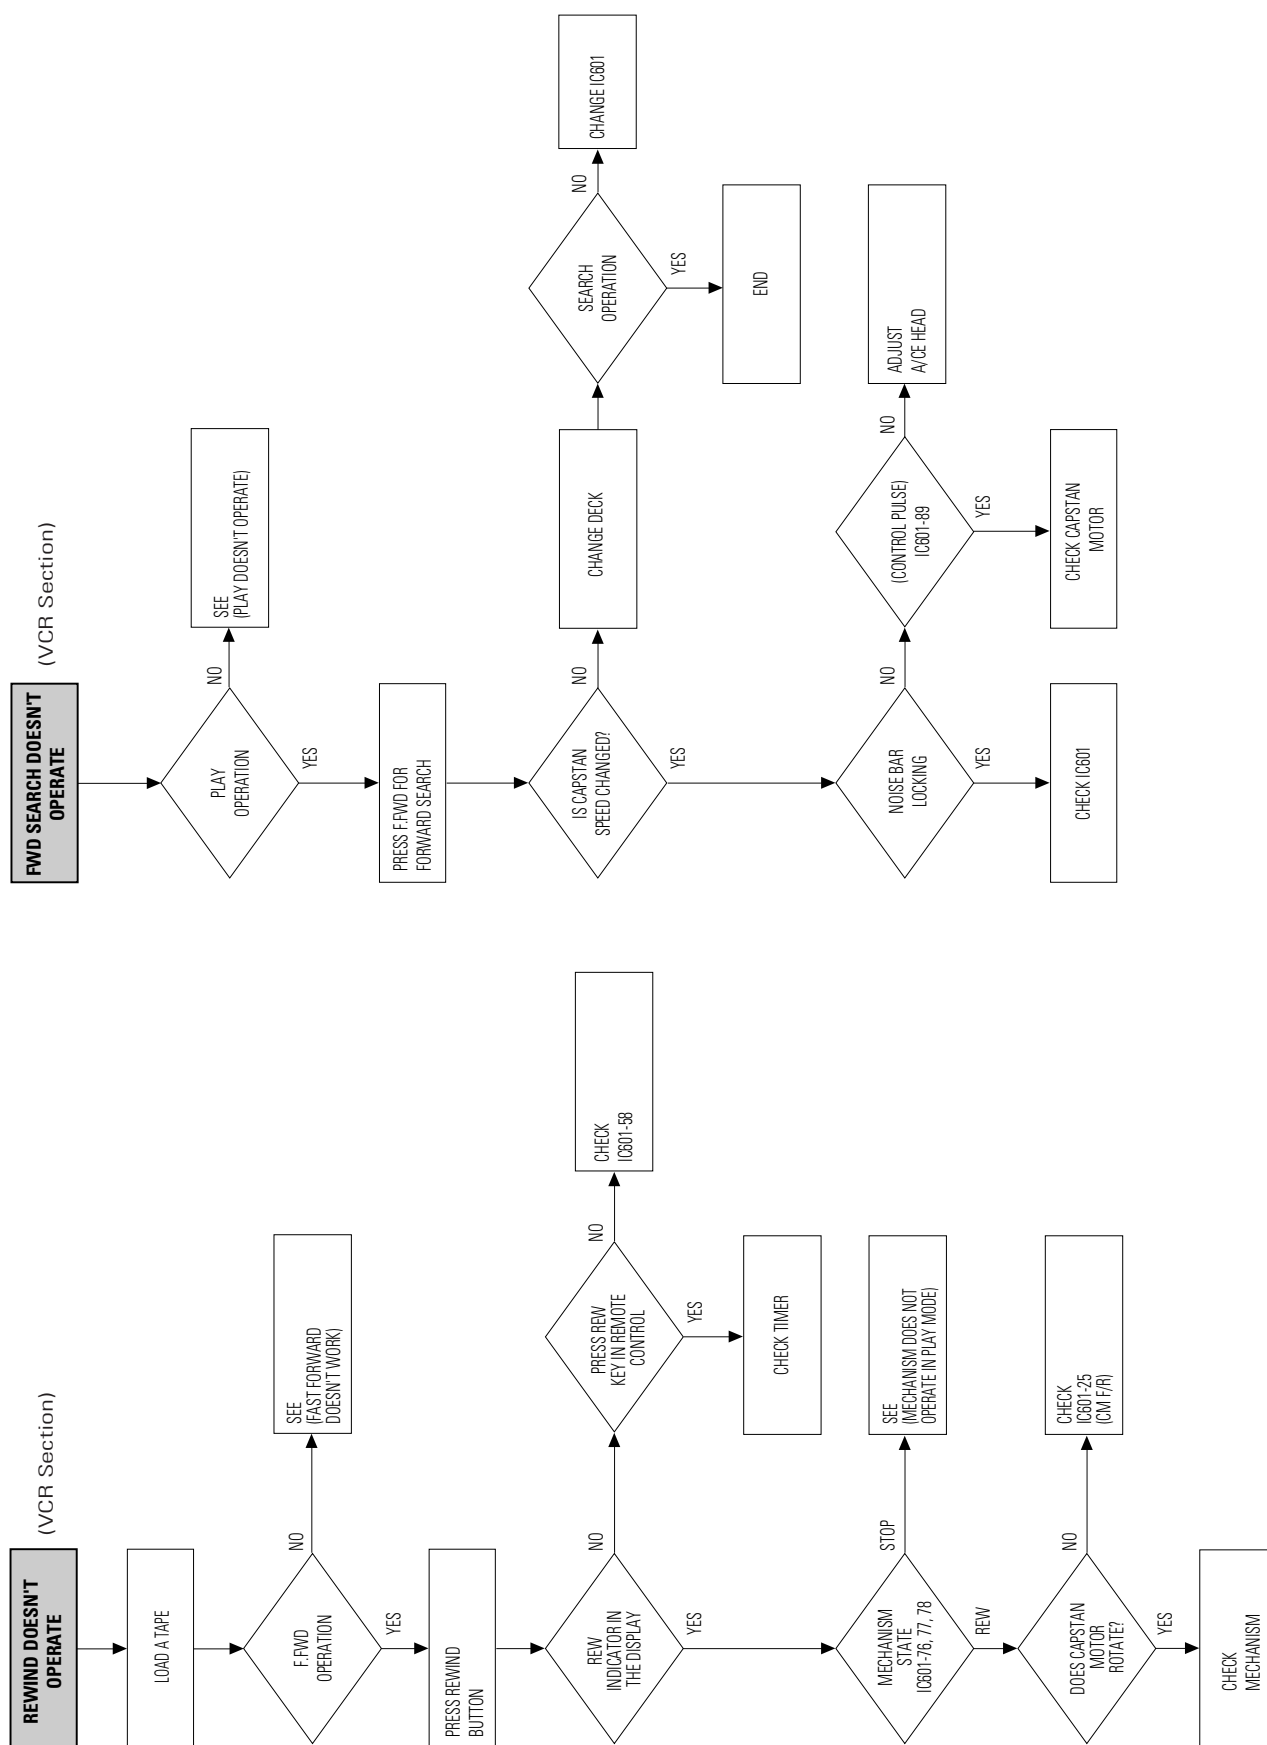 REWIND DOESN'T
OPERATE
(VCR Section)
LOAD A TAPE
F.FWD
OPERATION
NO
SEE
(FAST FORWARD
DOESN'T WORK)
YES
PRESS REWIND
BUTTON
REW
INDICATOR IN
THE DISPLAY
NO
PRESS REW
KEY IN REMOTE
CONTROL
NO
CHECK
IC601-58
YES
CHECK TIMER
YES
MECHANISM
STATE
IC601-76, 77, 78
STOP
SEE
(MECHANISM DOES NOT
OPERATE IN PLAY MODE)
REW
DOES CAPSTAN
MOTOR
ROTATE?
NO
CHECK
IC601-25
(CM F/R)
YES
CHECK
MECHANISM
FWD SEARCH DOESN'T
OPERATE
(VCR Section)
PLAY
OPERATION
NO
SEE
(PLAY DOESN'T OPERATE)
YES
PRESS F.FWD FOR
FORWARD SEARCH
IS CAPSTAN
SPEED CHANGED?
NO
CHANGE DECK
SEARCH
OPERATION
NO
CHANGE IC601
YES
END
YES
NOISE BAR
LOCKING
NO
(CONTROL PULSE)
IC601-89
NO
ADJUST
A/CE HEAD
YES
CHECK CAPSTAN
MOTOR
YES
CHECK IC601